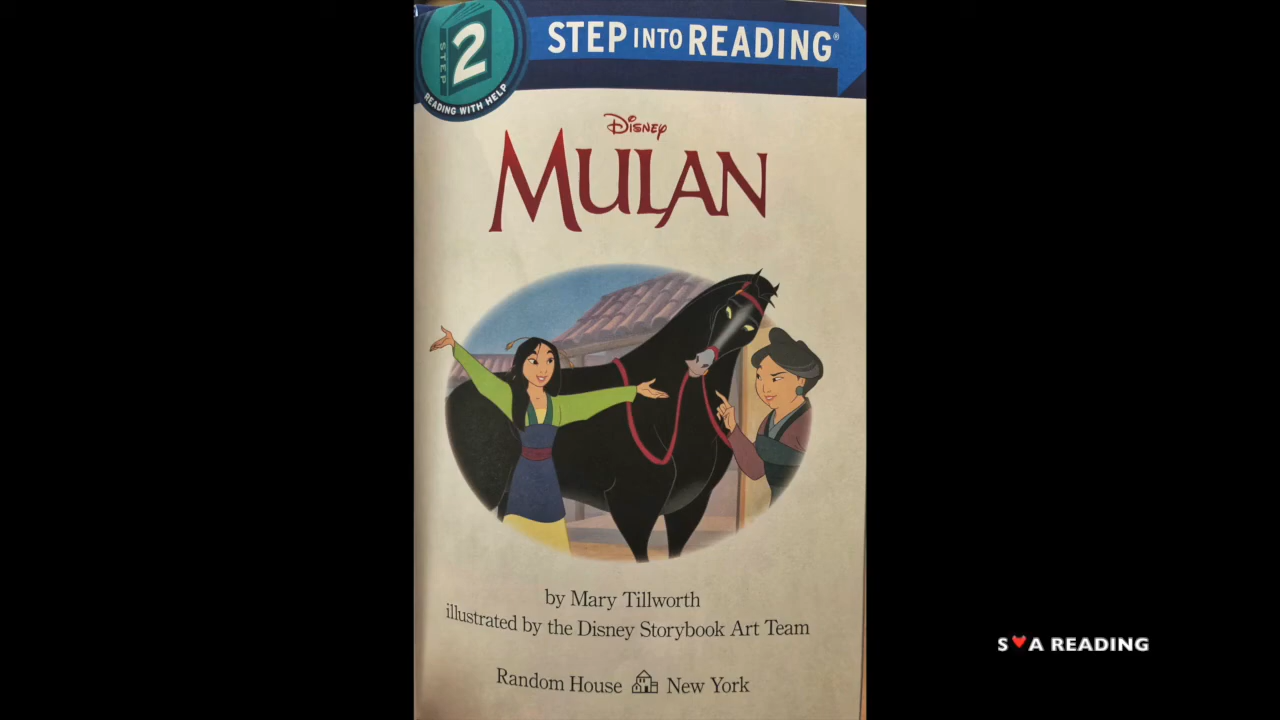 STEP 2
READING WITH HELP
STEP INTO READING®
DISNEY
MULAN
by Mary Tillworth
illustrated by the Disney Storybook Art Team
Random House New York
S♥A READING